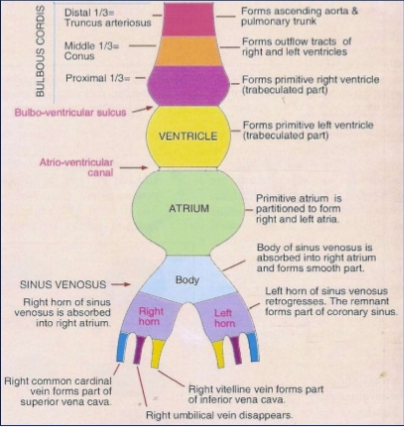 BULBOUS CORDIS
Distal 1/3=
Truncus arteriosus
Forms ascending aorta &
pulmonary trunk
Middle 1/3=
Conus
Forms outflow tracts of
right and left ventricles
Proximal 1/3=
Forms primitive right ventricle
(trabeculated part)
Bulbo-ventricular sulcus
VENTRICLE
Forms primitive left ventricle
(trabeculated part)
Atrio-ventricular
canal
ATRIUM
Primitive atrium is
partitioned to form
right and left atria.
Body of sinus venosus is
absorbed into right atrium
and forms smooth part.
SINUS VENOSUS
Body
Right horn of sinus
venosus is absorbed
into right atrium.
Right
horn
Left
horn
Left horn of sinus venosus
retrogresses. The remnant
forms part of coronary sinus.
Right common cardinal
vein forms part of
superior vena cava.
Right vitelline vein forms part
of inferior vena cava.
Right umbilical vein disappears.